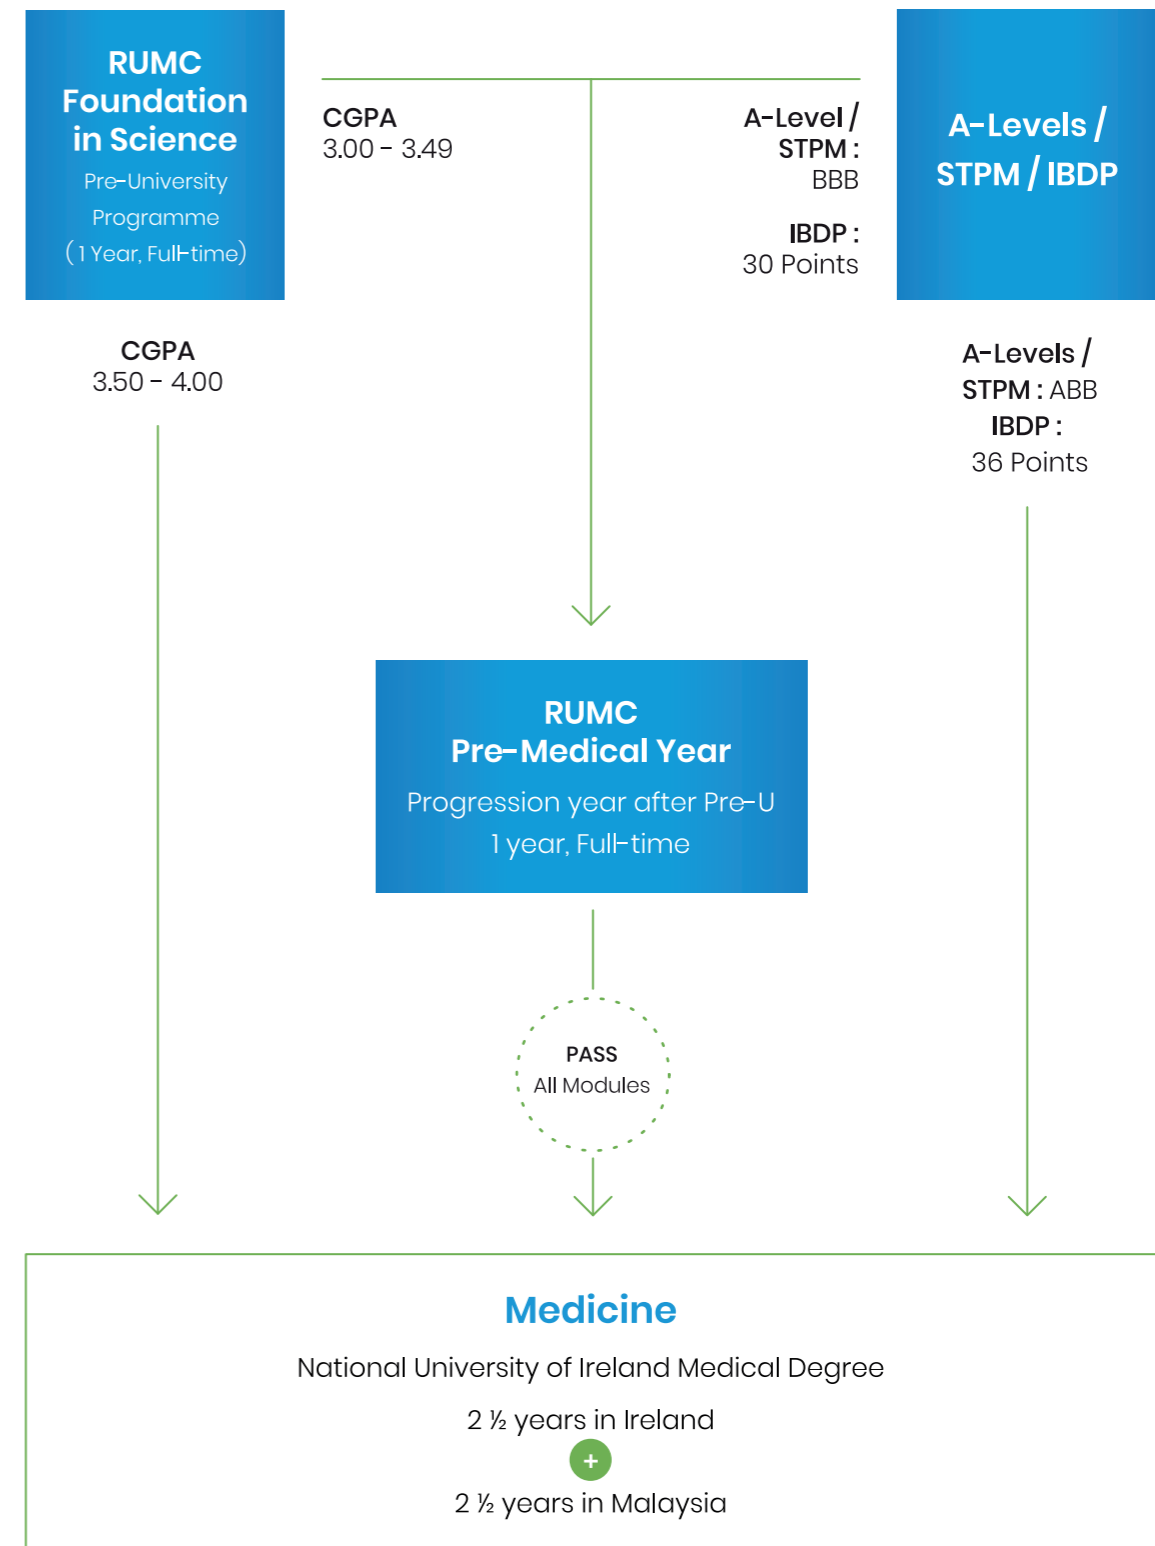 RUMC
Foundation
in Science
Pre-University
Programme
( 1 Year, Full-time)
CGPA
3.00 - 3.49
A-Level /
STPM :
BBB
IBDP :
30 Points
A-Levels /
STPM / IBDP
CGPA
3.50 - 4.00
A-Levels /
STPM : ABB
IBDP :
36 Points
RUMC
Pre-Medical Year
Progression year after Pre-U
1 year, Full-time
PASS
All Modules
Medicine
National University of Ireland Medical Degree
2 ½ years in Ireland
+
2 ½ years in Malaysia